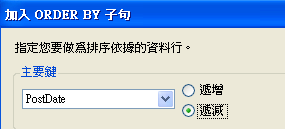 加入 ORDER BY 子句
指定您要做為排序依據的資料行。
主要鍵
PostDate
遞增
遞減